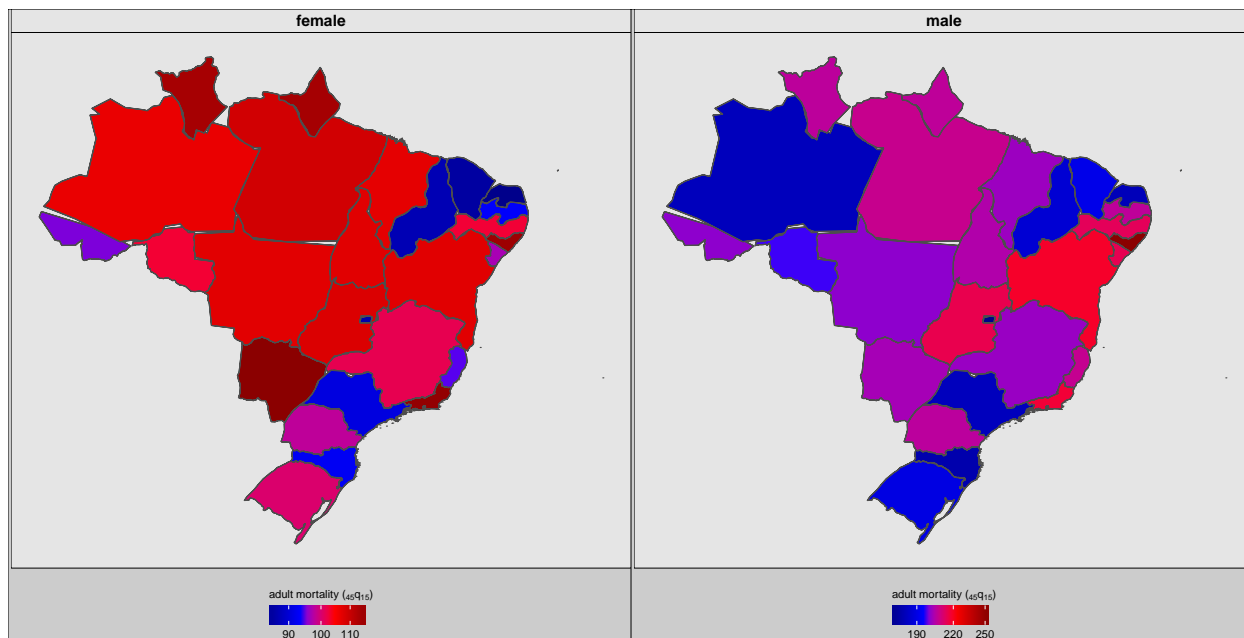 female
male
adult mortality (₄₅q₁₅)
90 100 110
adult mortality (₄₅q₁₅)
190 220 250